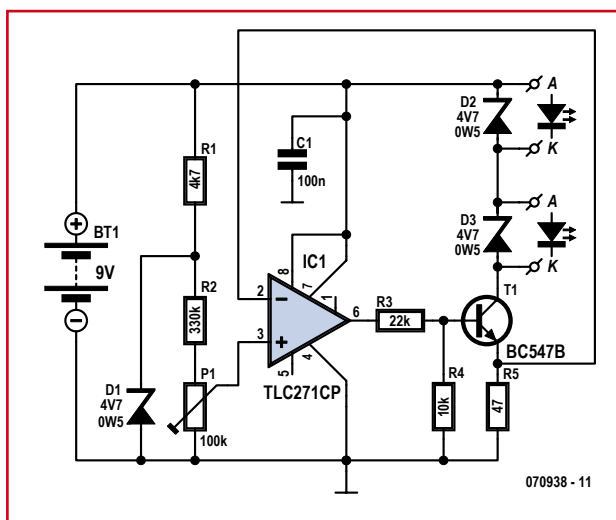 A
D2
4V7
0W5
K
R1
4k7
C1
100n
A
D3
4V7
0W5
K
BT1
9V
IC1
8
7
1
2
3
6
5
4
TLC271CP
R2
330k
R3
22k
T1
BC547B
P1
100k
D1
4V7
0W5
R4
10k
R5
47
070938 - 11